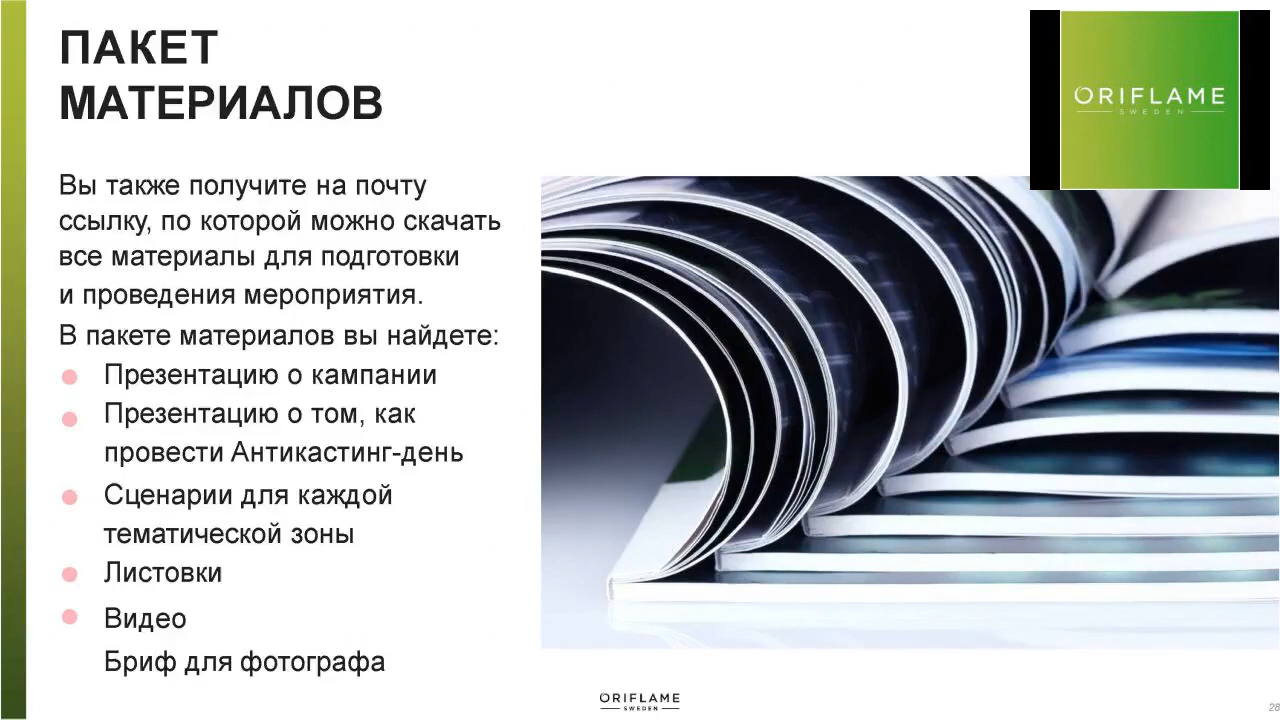 ПАКЕТ
МАТЕРИАЛОВ
ORIFLAME
SWEDEN
Вы также получите на почту
ссылку, по которой можно скачать
все материалы для подготовки
и проведения мероприятия.
В пакете материалов вы найдете:
Презентацию о кампании
Презентацию о том, как
провести Антикастинг-день
Сценарии для каждой
тематической зоны
Листовки
Видео
Бриф для фотографа
ORIFLAME
SWEDEN
28